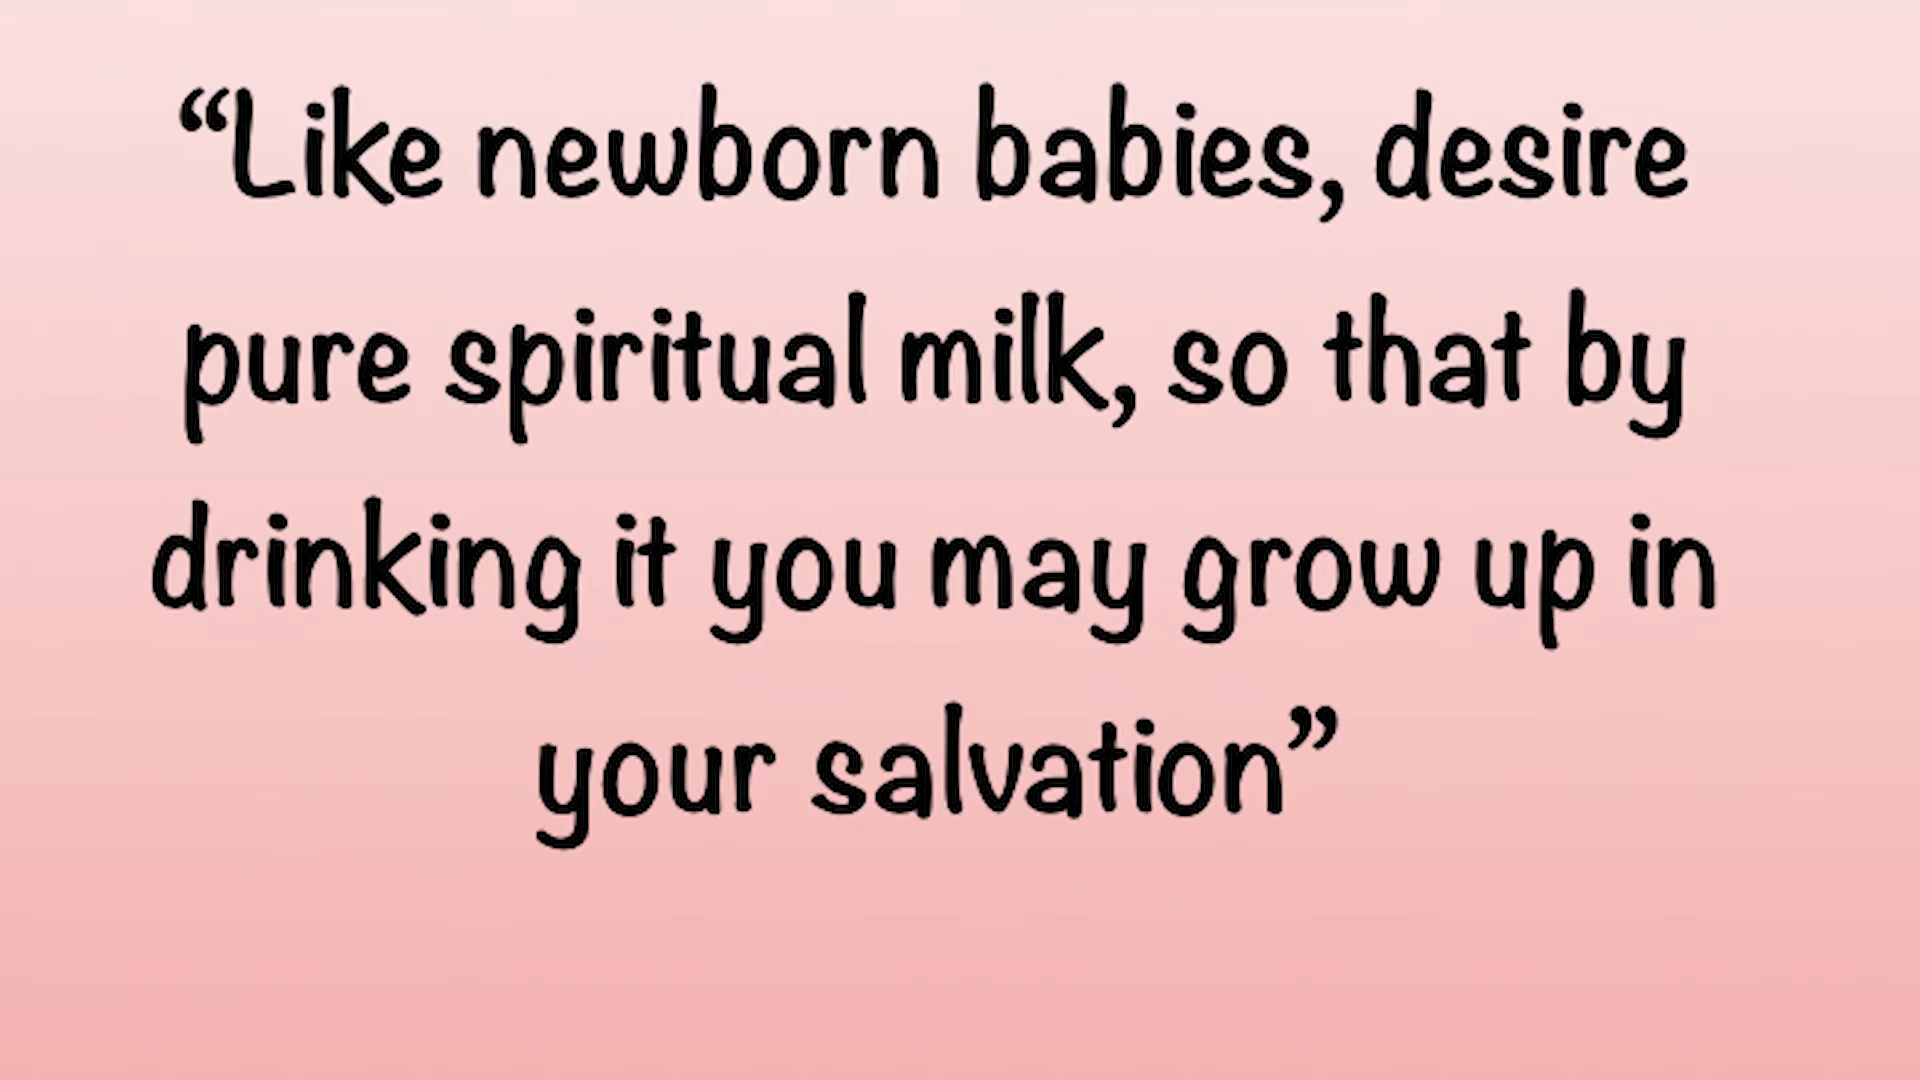 “Like newborn babies, desire
pure spiritual milk, so that by
drinking it you may grow up in
your salvation”